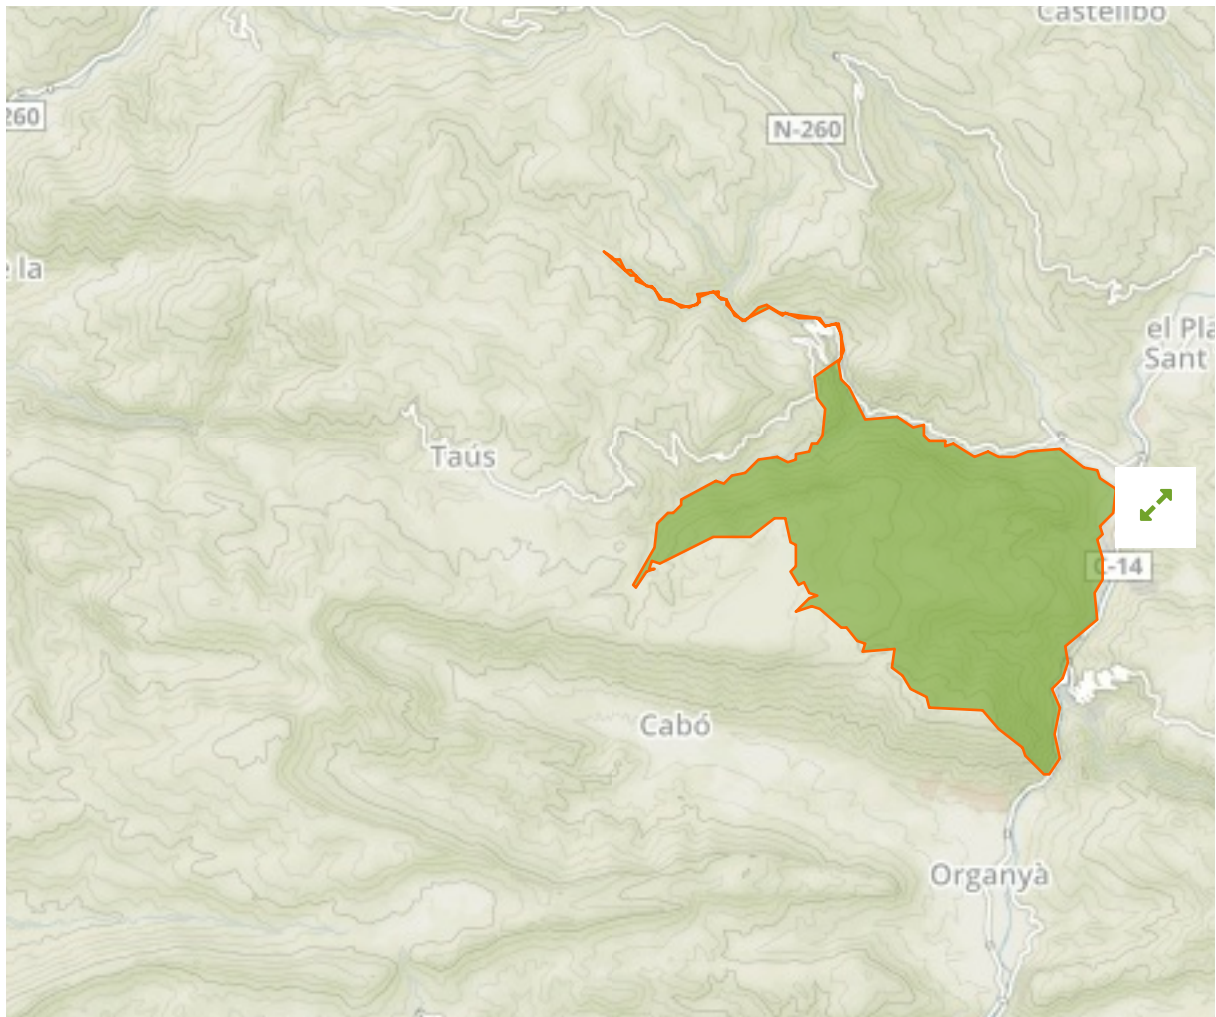 Castellbò
260
N-260
e la
el Pla
Sant
Taús
C-14
Cabó
Organyà